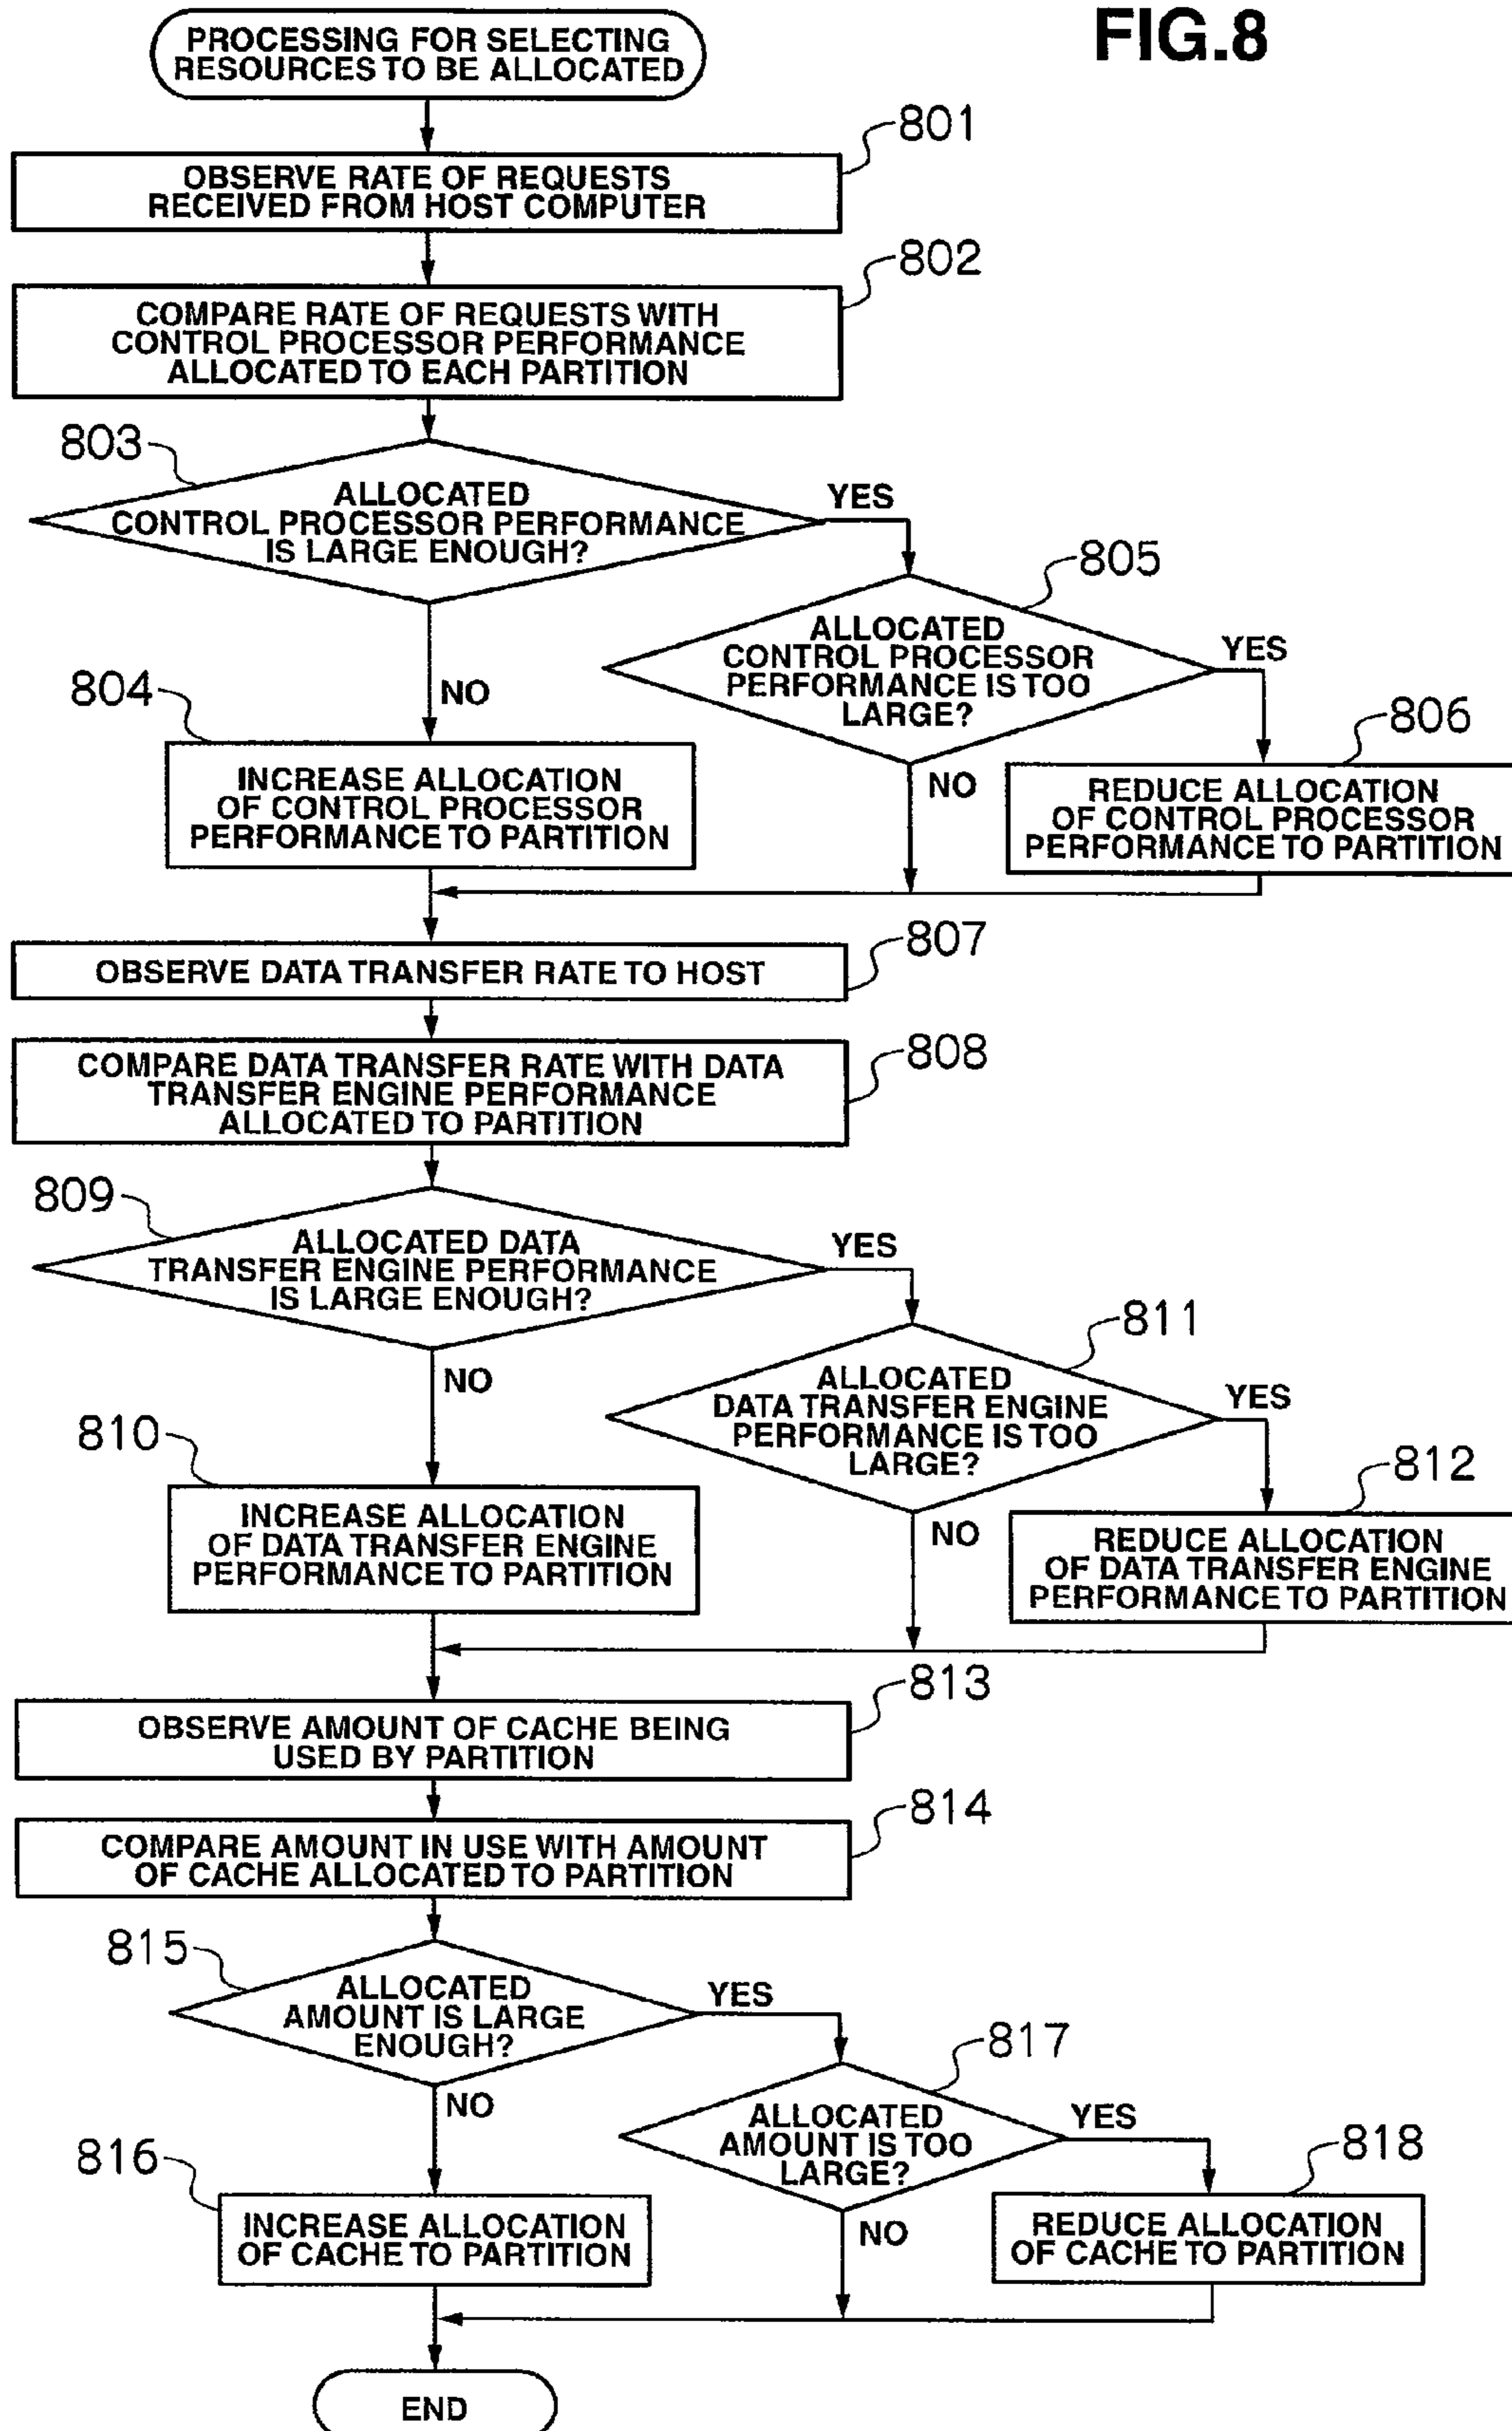 FIG.8
PROCESSING FOR SELECTING
RESOURCES TO BE ALLOCATED
801
OBSERVE RATE OF REQUESTS
RECEIVED FROM HOST COMPUTER
802
COMPARE RATE OF REQUESTS WITH
CONTROL PROCESSOR PERFORMANCE
ALLOCATED TO EACH PARTITION
803
ALLOCATED
CONTROL PROCESSOR PERFORMANCE
IS LARGE ENOUGH?
YES
NO
805
ALLOCATED
CONTROL PROCESSOR
PERFORMANCE IS TOO
LARGE?
YES
NO
804
INCREASE ALLOCATION
OF CONTROL PROCESSOR
PERFORMANCE TO PARTITION
806
REDUCE ALLOCATION
OF CONTROL PROCESSOR
PERFORMANCE TO PARTITION
807
OBSERVE DATA TRANSFER RATE TO HOST
808
COMPARE DATA TRANSFER RATE WITH DATA
TRANSFER ENGINE PERFORMANCE
ALLOCATED TO PARTITION
809
ALLOCATED DATA
TRANSFER ENGINE PERFORMANCE
IS LARGE ENOUGH?
YES
NO
811
ALLOCATED
DATA TRANSFER ENGINE
PERFORMANCE IS TOO
LARGE?
YES
NO
810
INCREASE ALLOCATION
OF DATA TRANSFER ENGINE
PERFORMANCE TO PARTITION
812
REDUCE ALLOCATION
OF DATA TRANSFER ENGINE
PERFORMANCE TO PARTITION
813
OBSERVE AMOUNT OF CACHE BEING
USED BY PARTITION
814
COMPARE AMOUNT IN USE WITH AMOUNT
OF CACHE ALLOCATED TO PARTITION
815
ALLOCATED
AMOUNT IS LARGE
ENOUGH?
YES
NO
817
ALLOCATED
AMOUNT IS TOO
LARGE?
YES
NO
816
INCREASE ALLOCATION
OF CACHE TO PARTITION
818
REDUCE ALLOCATION
OF CACHE TO PARTITION
END